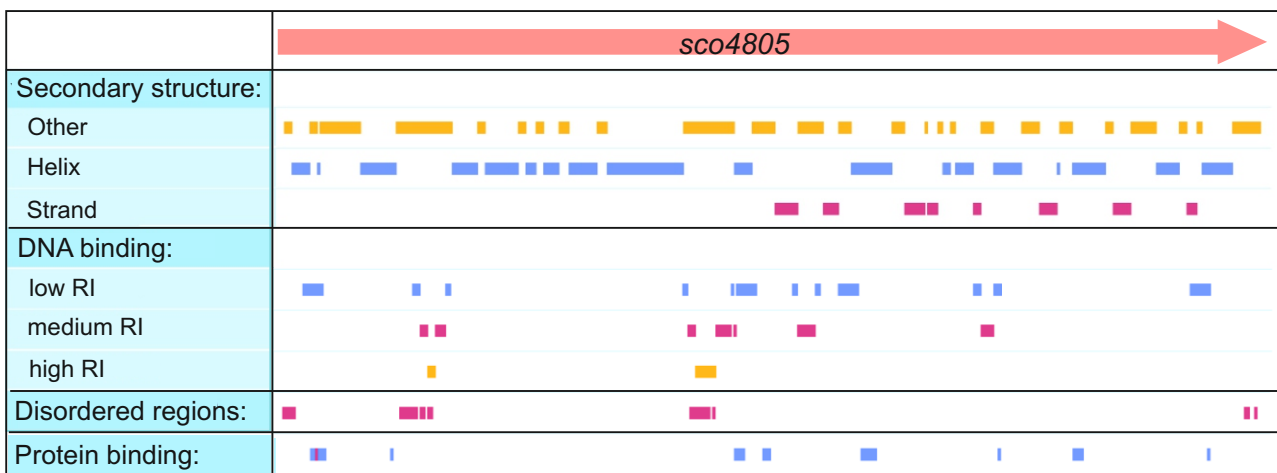 sco4805
Secondary structure:
Other
Helix
Strand
DNA binding:
low RI
medium RI
high RI
Disordered regions:
Protein binding: